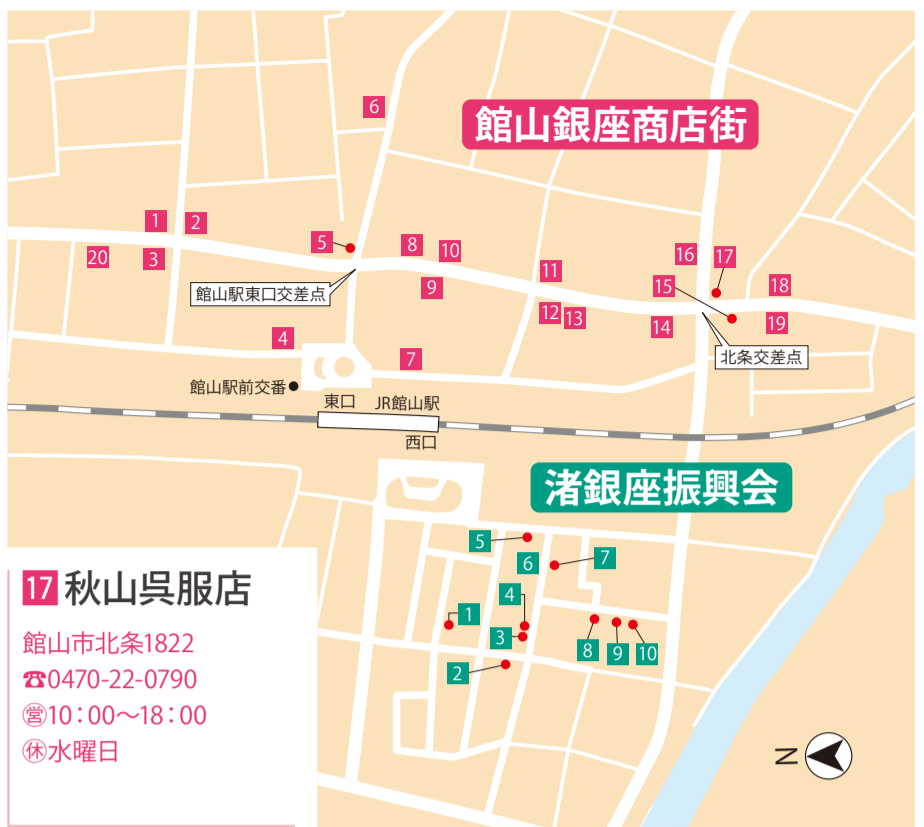 6
館山銀座商店街
1
2
20
3
5
8
10
9
館山駅東口交差点
11
12
13
16
17
15
18
14
19
北条交差点
4
7
館山駅前交番
東口
JR館山駅
西口
渚銀座振興会
5
6
7
4
1
3
2
8
9
10
17 秋山呉服店
館山市北条1822
☎0470-22-0790
㊡10:00〜18:00
㊡水曜日
N